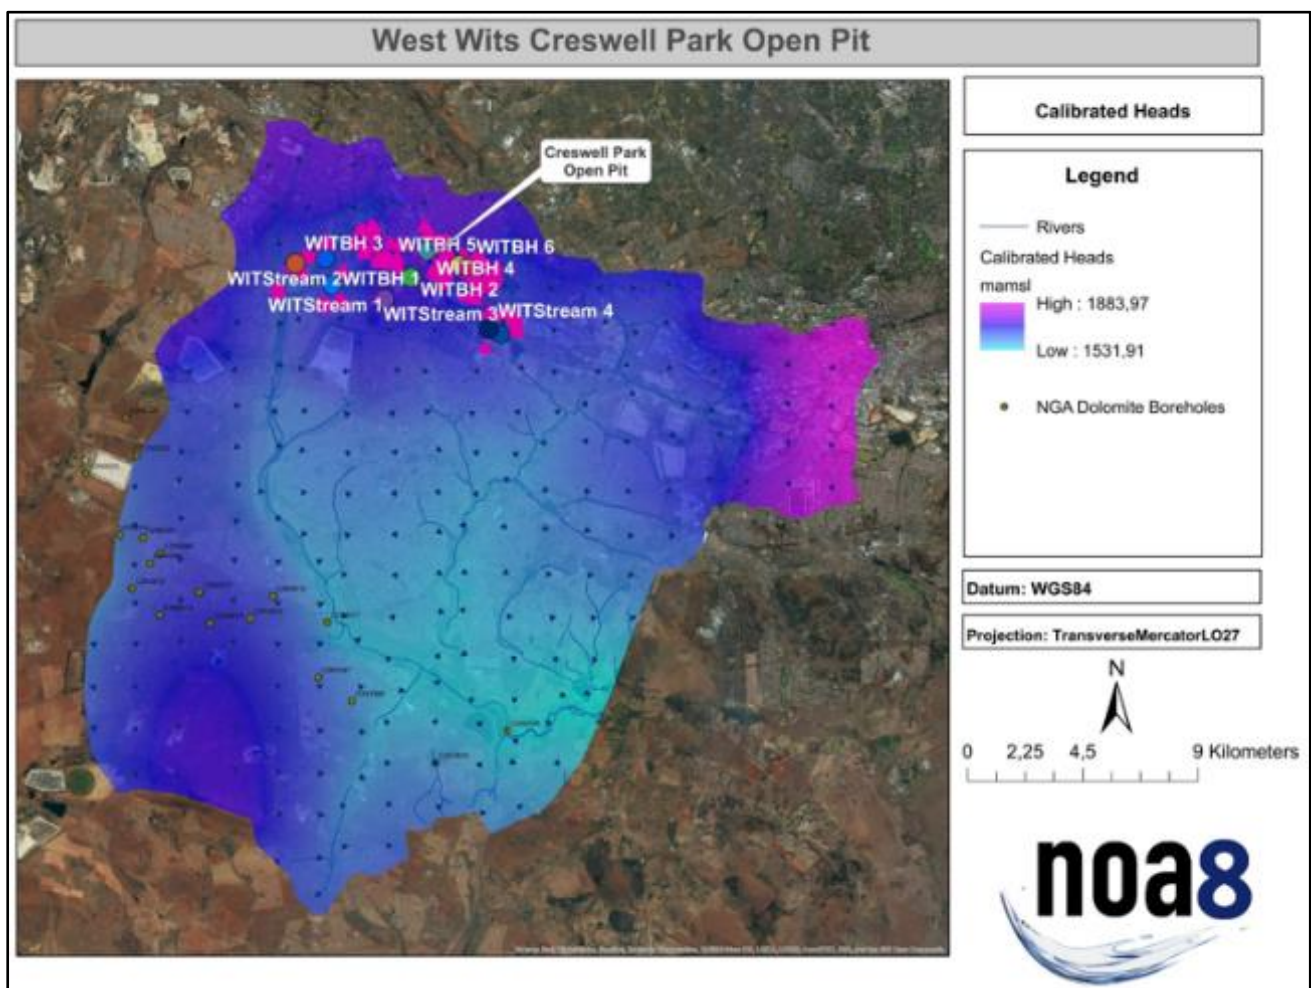 West Wits Creswell Park Open Pit
Creswell Park
Open Pit
WITBH 3
WITBH 5
WITBH 6
WITStream 2
WITBH 1
WITBH 4
WITBH 2
WITStream 1
WITStream 3
WITStream 4
Calibrated Heads
Legend
Rivers
Calibrated Heads
mamsl
High : 1883,97
Low : 1531,91
NGA Dolomite Boreholes
Datum: WGS84
Projection: TransverseMercatorLO27
N
0 2,25 4,5 9 Kilometers
noa8